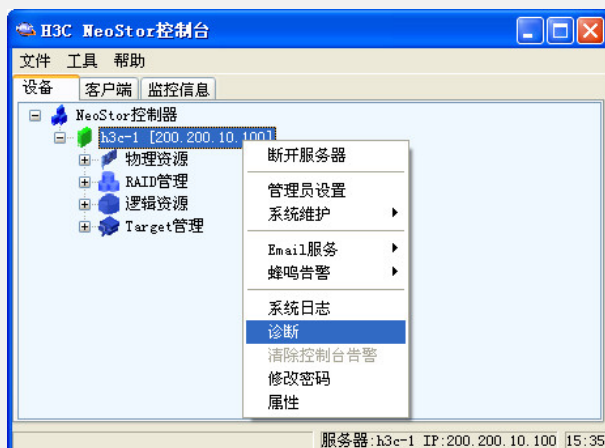 H3C NeoStor控制台
文件 工具 帮助
设备 客户端 监控信息
NeoStor控制器
h3c-1 [200.200.10.100]
物理资源
RAID管理
逻辑资源
Target管理
断开服务器
管理员设置
系统维护
Email服务
蜂鸣告警
系统日志
诊断
清除控制台告警
修改密码
属性
服务器:h3c-1 IP:200.200.10.100 15:35